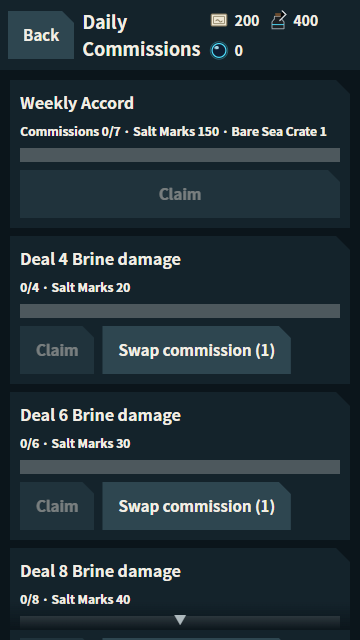 Back
Daily Commissions
200
400
0
Weekly Accord
Commissions 0/7 · Salt Marks 150 · Bare Sea Crate 1
Claim
Deal 4 Brine damage
0/4 · Salt Marks 20
Claim
Swap commission (1)
Deal 6 Brine damage
0/6 · Salt Marks 30
Claim
Swap commission (1)
Deal 8 Brine damage
0/8 · Salt Marks 40